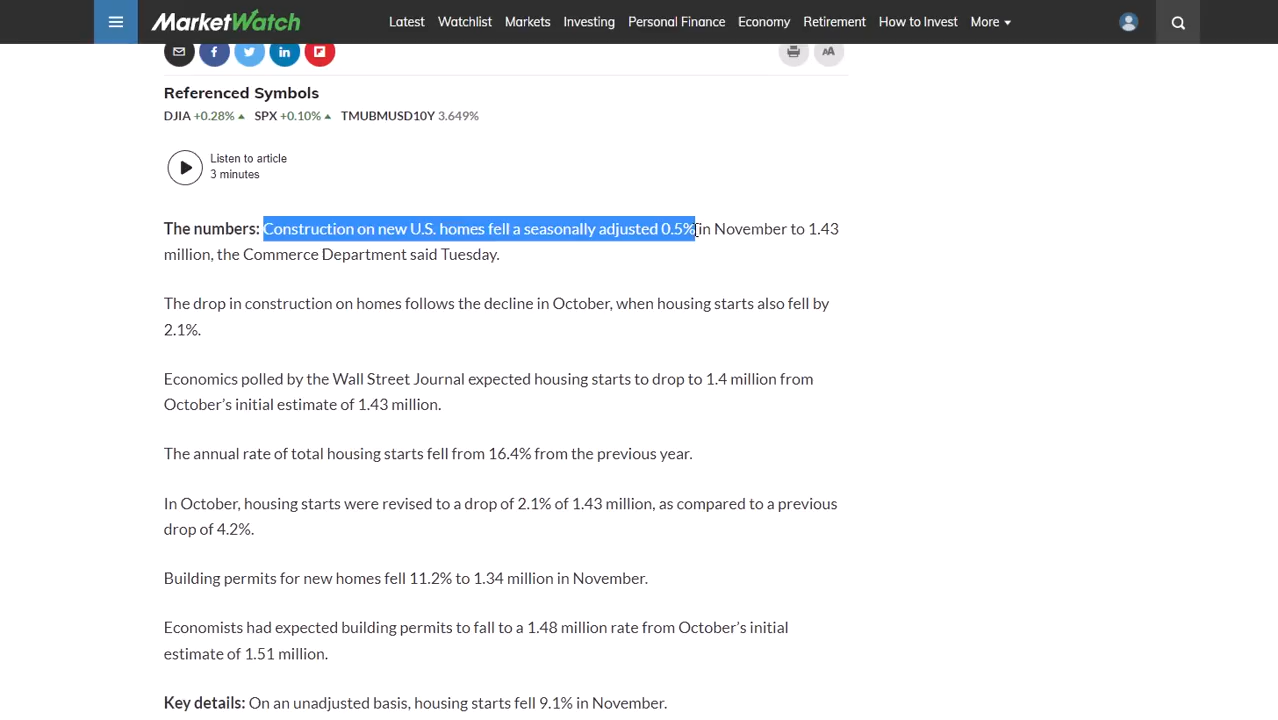 MarketWatch Latest Watchlist Markets Investing Personal Finance Economy Retirement How to Invest More
f in AA
Referenced Symbols
DJIA +0.28% SPX +0.10% TMUBMUSD10Y 3.649%
Listen to article
3 minutes
The numbers: Construction on new U.S. homes fell a seasonally adjusted 0.5% in November to 1.43
million, the Commerce Department said Tuesday.
The drop in construction on homes follows the decline in October, when housing starts also fell by
2.1%.
Economics polled by the Wall Street Journal expected housing starts to drop to 1.4 million from
October’s initial estimate of 1.43 million.
The annual rate of total housing starts fell from 16.4% from the previous year.
In October, housing starts were revised to a drop of 2.1% of 1.43 million, as compared to a previous
drop of 4.2%.
Building permits for new homes fell 11.2% to 1.34 million in November.
Economists had expected building permits to fall to a 1.48 million rate from October’s initial
estimate of 1.51 million.
Key details: On an unadjusted basis, housing starts fell 9.1% in November.